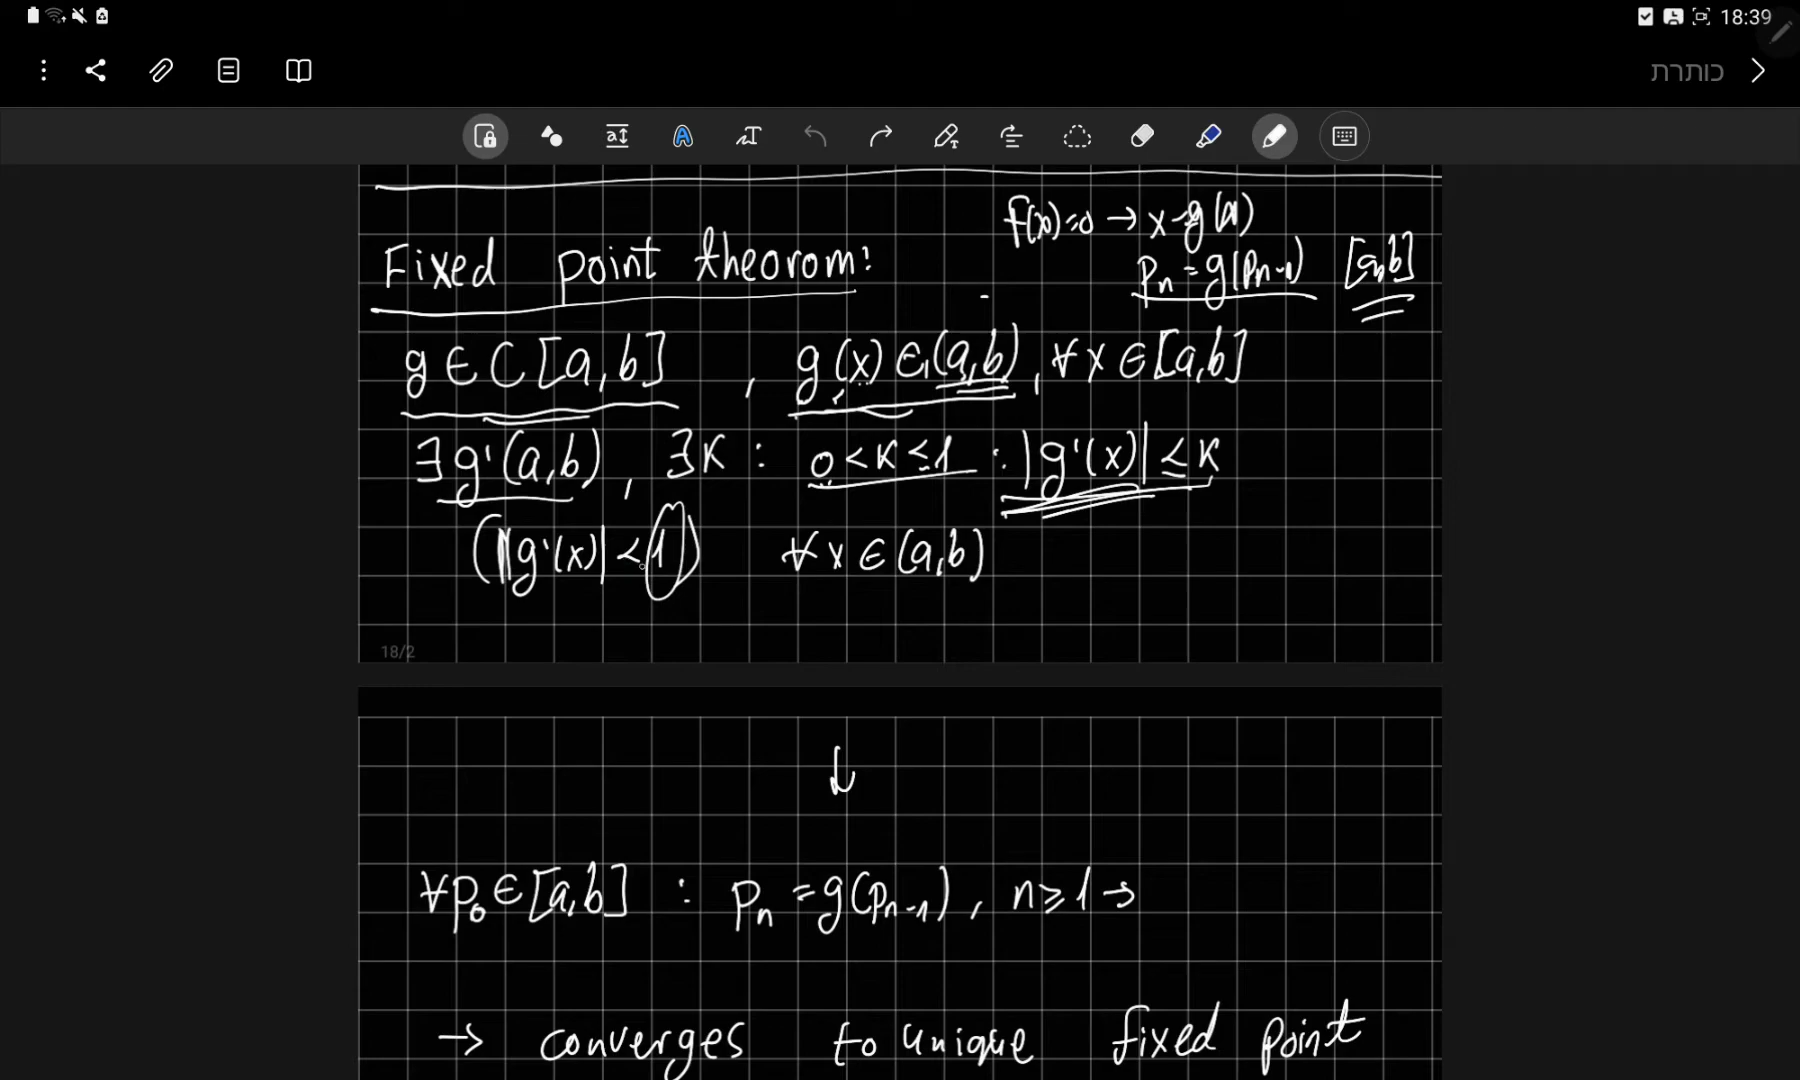 18:39
כותרת
f(x)=0 → x-g(x)
Fixed point theorom:
pn = g(pn-1) [a,b]
g ∈ C [a,b] , g(x) ∈ (a,b), ∀ x ∈ [a,b]
∃ g'(a,b) , ∃ K : 0 < K ≤ 1 : |g'(x)| ≤ K
(|g'(x)| < 1) ∀ x ∈ (a,b)
18/2
↓
∀p0 ∈ [a,b] : pn = g(pn-1), n ≥ 1 →
→ converges to unique fixed point